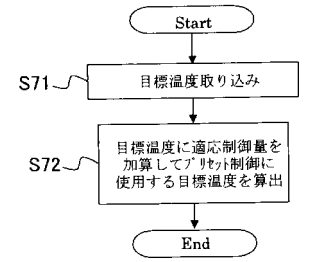 Start
S71
目標温度取り込み
S72
目標温度に適応制御量を
加算してプリセット制御に
使用する目標温度を算出
End